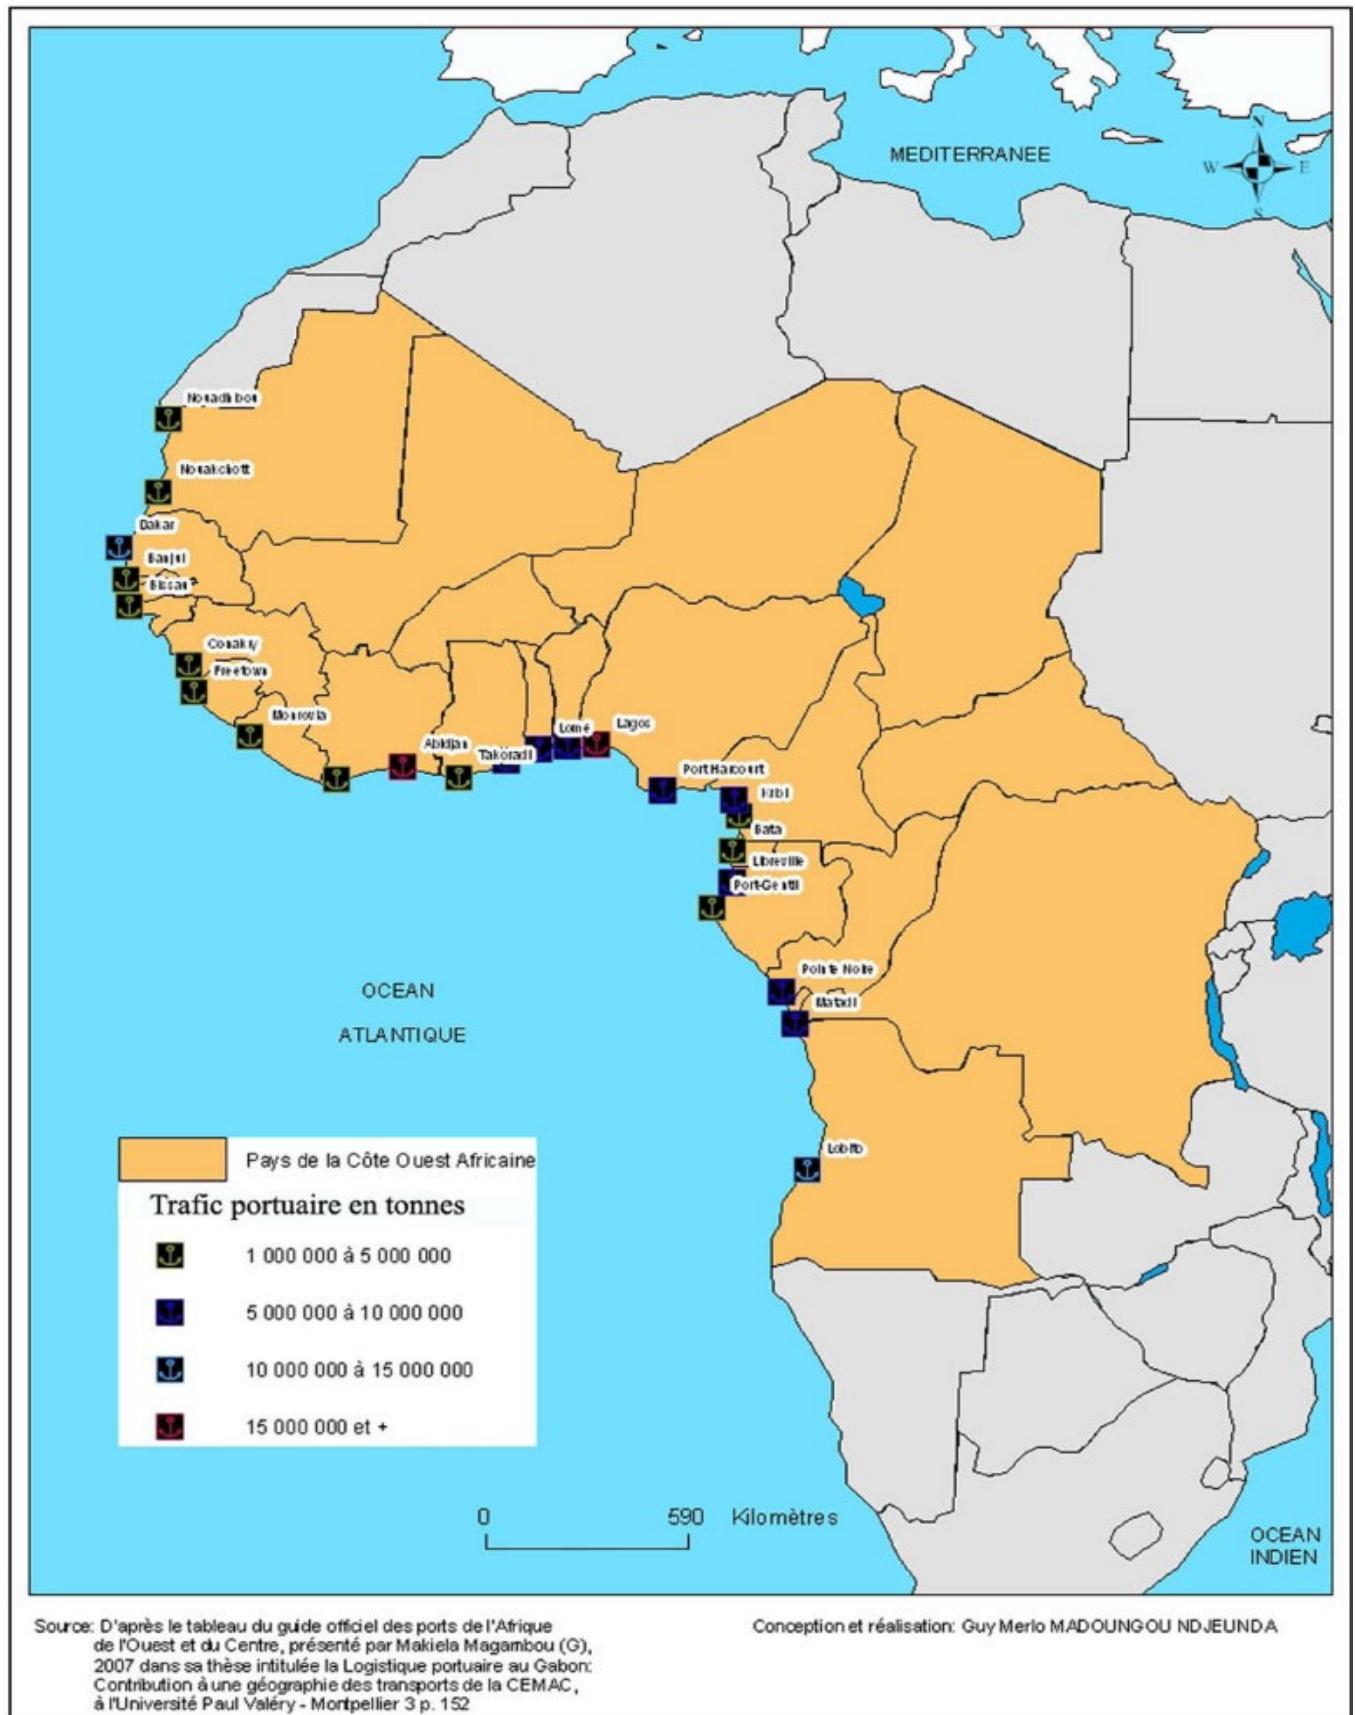 MEDITERRANEE
N
W
E
S
Nouadhibou
Nouakchott
Dakar
Banjul
Bissau
Conakry
Freetown
Monrovia
Abidjan
Takoradi
Lomé
Lagos
Port Harcourt
Kribi
Bata
Libreville
Port-Gentil
Pointe Noire
Matadi
Lobito
OCEAN
ATLANTIQUE
Pays de la Côte Ouest Africaine
Trafic portuaire en tonnes
1 000 000 à 5 000 000
5 000 000 à 10 000 000
10 000 000 à 15 000 000
15 000 000 et +
0 590 Kilomètres
OCEAN
INDIEN
Source: D'après le tableau du guide officiel des ports de l'Afrique
de l'Ouest et du Centre, présenté par Makiela Magambou (G),
2007 dans sa thèse intitulée la Logistique portuaire au Gabon:
Contribution à une géographie des transports de la CEMAC,
à l'Université Paul Valéry - Montpellier 3 p. 152
Conception et réalisation: Guy Merlo MADOUNGOU NDJEUNDA